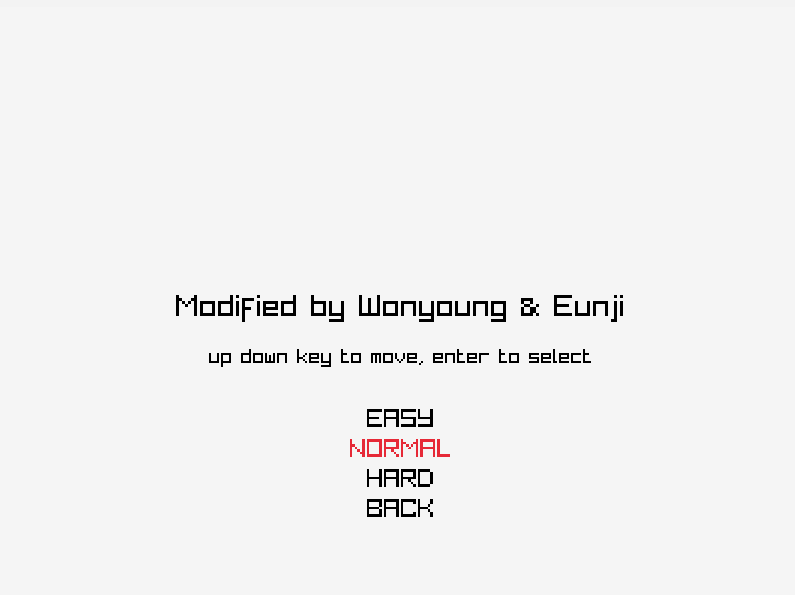 Modified by Wonyoung & Eunji
up down key to move, enter to select
EASY
NORMAL
HARD
BACK